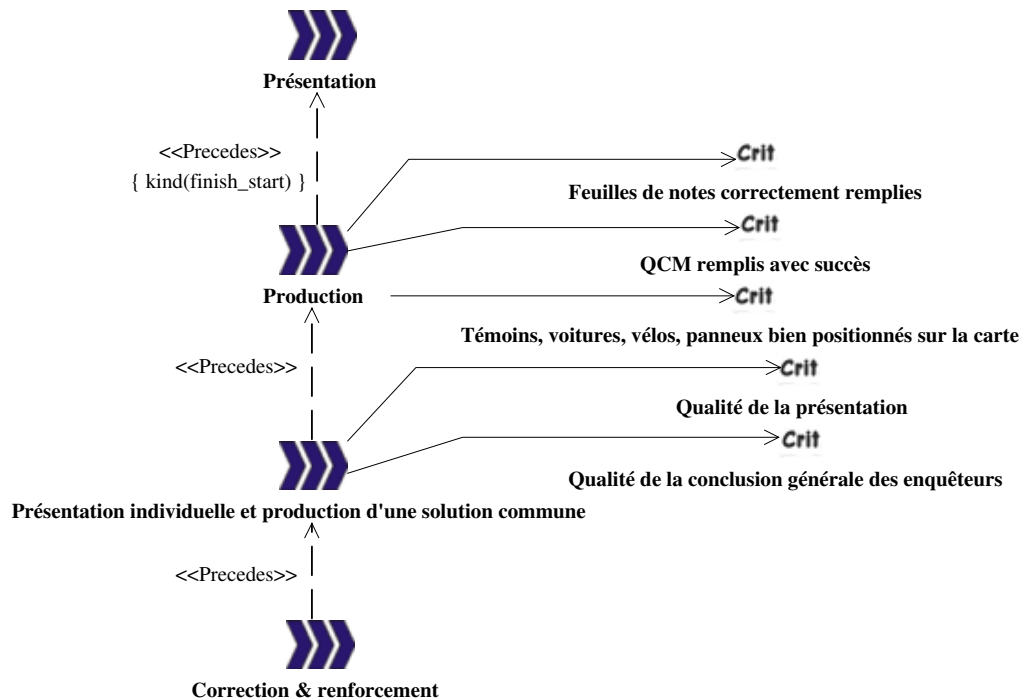 Présentation
<<Precedes>>
{ kind(finish_start) }
Crit
Feuilles de notes correctement remplies
Crit
QCM remplis avec succès
Production
Crit
Témoins, voitures, vélos, panneux bien positionnés sur la carte
<<Precedes>>
Crit
Qualité de la présentation
Crit
Qualité de la conclusion générale des enquêteurs
Présentation individuelle et production d'une solution commune
<<Precedes>>
Correction & renforcement